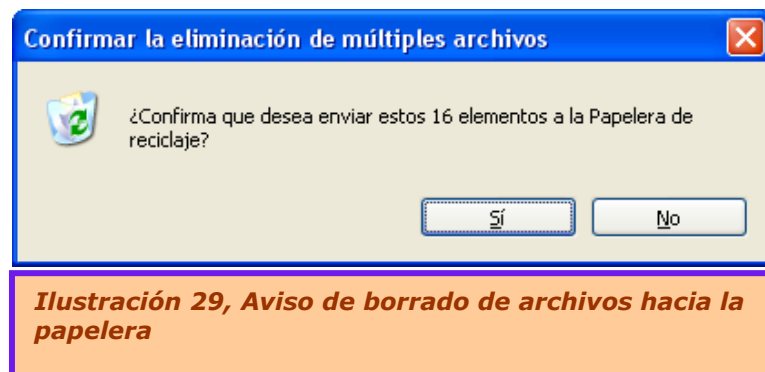 Confirmar la eliminación de múltiples archivos
¿Confirma que desea enviar estos 16 elementos a la Papelera de
reciclaje?
Sí
No
Ilustración 29, Aviso de borrado de archivos hacia la
papelera